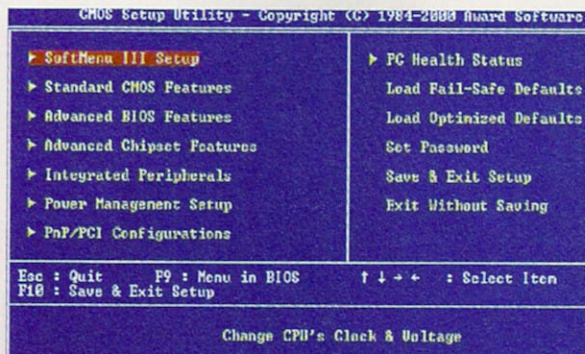 CMOS Setup Utility - Copyright (C) 1984-2000 Award Software
SoftMenu III Setup
Standard CMOS Features
Advanced BIOS Features
Advanced Chipset Features
Integrated Peripherals
Power Management Setup
PnP/PCI Configurations
PC Health Status
Load Fail-Safe Defaults
Load Optimized Defaults
Set Password
Save & Exit Setup
Exit Without Saving
Esc : Quit F9 : Menu in BIOS ↑ ↓ → ← : Select Item
F10 : Save & Exit Setup
Change CPU's Clock & Voltage